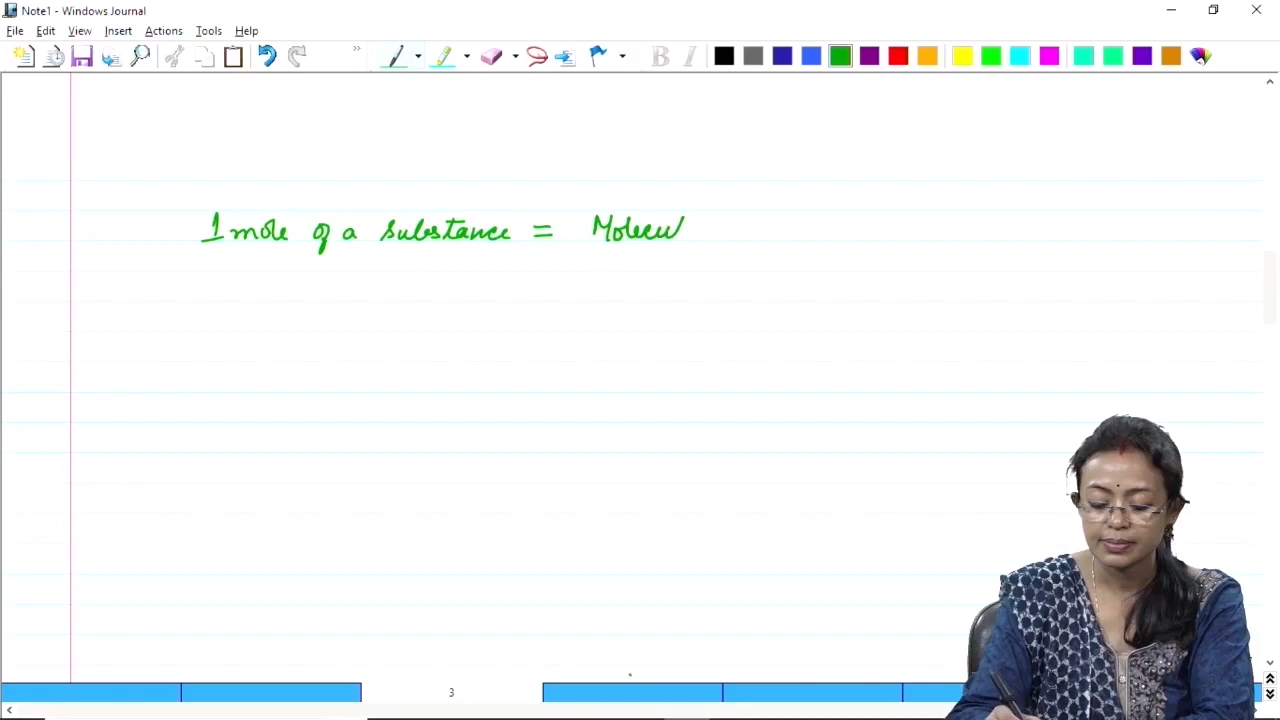 Note1 - Windows Journal
File Edit View Insert Actions Tools Help
B I
1 mole of a substance = Molecu
3